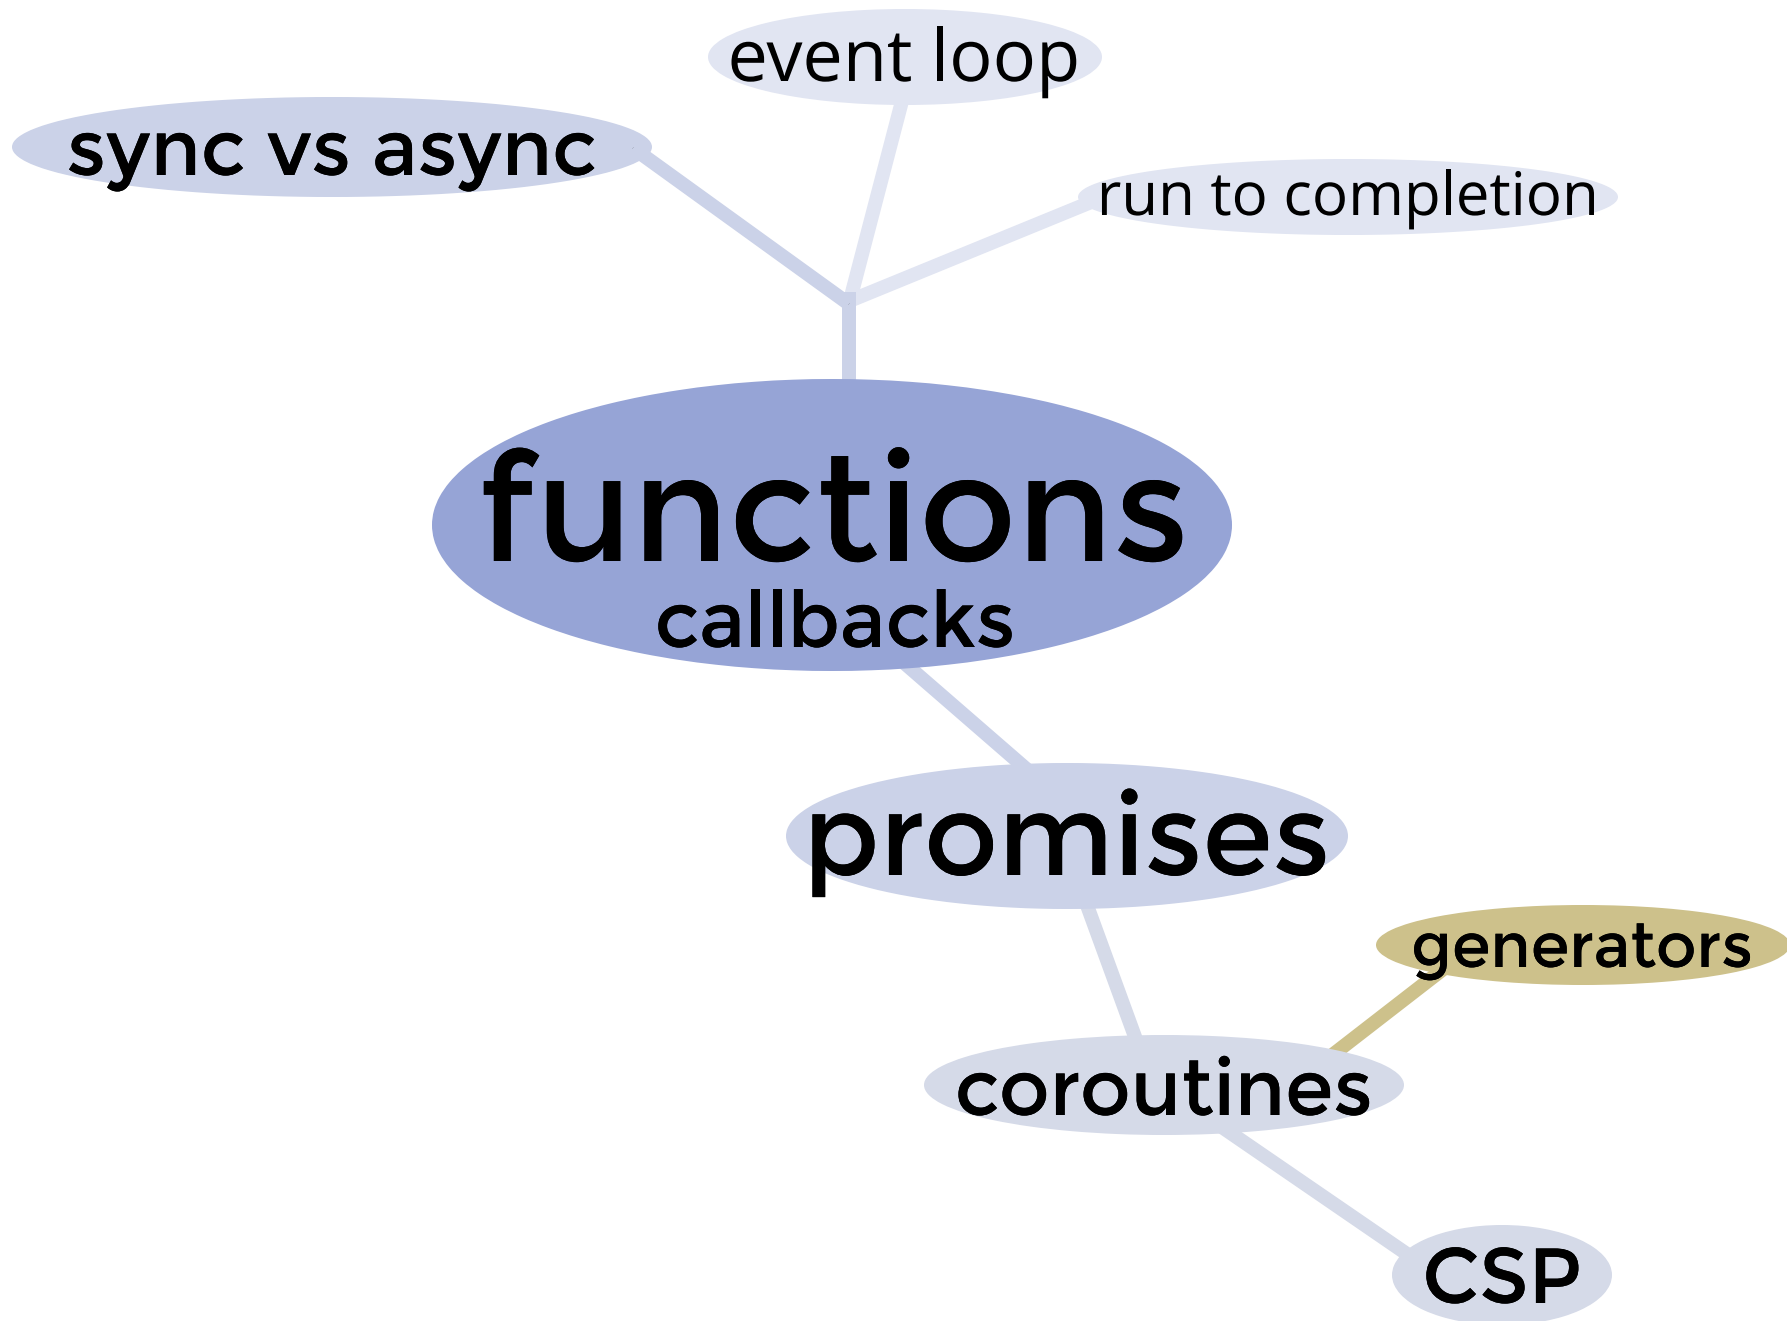 event loop
sync vs async
run to completion
functions
callbacks
promises
generators
coroutines
CSP